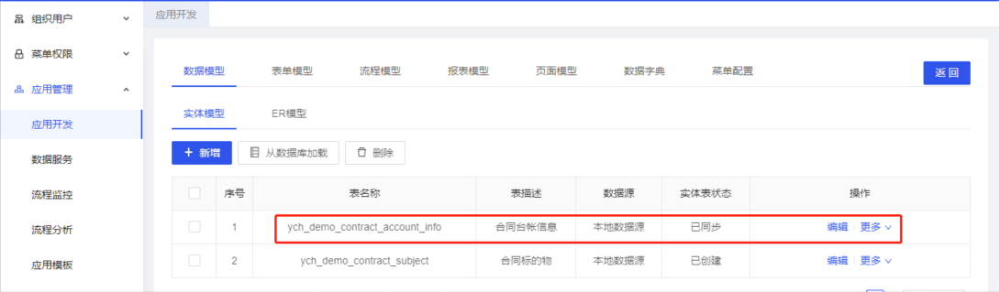 组织用户
菜单权限
应用管理
应用开发
数据服务
流程监控
流程分析
应用模板
应用开发
数据模型 表单模型 流程模型 报表模型 页面模型 数据字典 菜单配置 返 回
实体模型 ER模型
+ 新增 从数据库加载 删除
序号 表名称 表描述 数据源 实体表状态 操作
1 ych_demo_contract_account_info 合同台帐信息 本地数据源 已同步 编辑 更多
2 ych_demo_contract_subject 合同标的物 本地数据源 已创建 编辑 更多